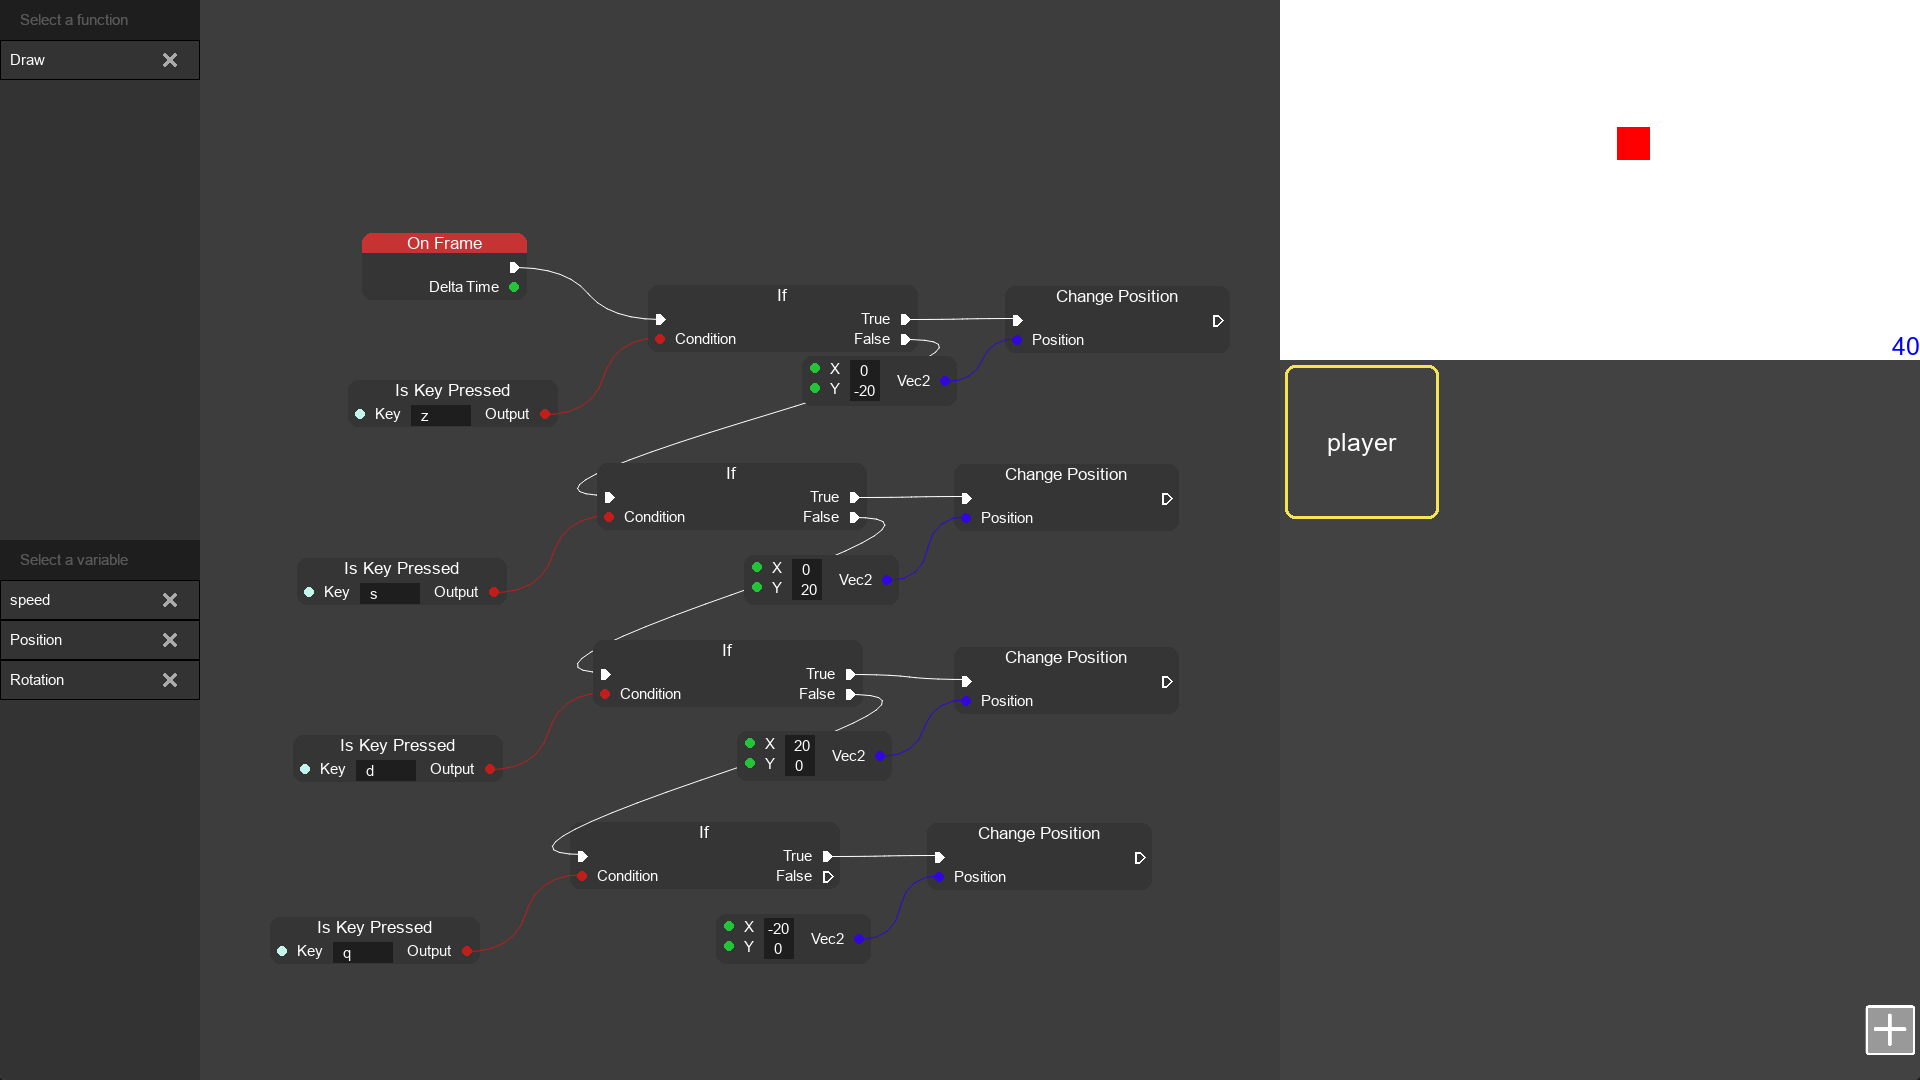 Select a function
Draw
Select a variable
speed
Position
Rotation
On Frame
Delta Time
If
True
Condition
False
Change Position
Position
X 0
Y -20
Vec2
Is Key Pressed
Key z Output
If
True
Condition
False
Change Position
Position
Is Key Pressed
Key s Output
X 0
Y 20
Vec2
If
True
Condition
False
Change Position
Position
Is Key Pressed
Key d Output
X 20
Y 0
Vec2
If
True
Condition
False
Change Position
Position
Is Key Pressed
Key q Output
X -20
Y 0
Vec2
40
player